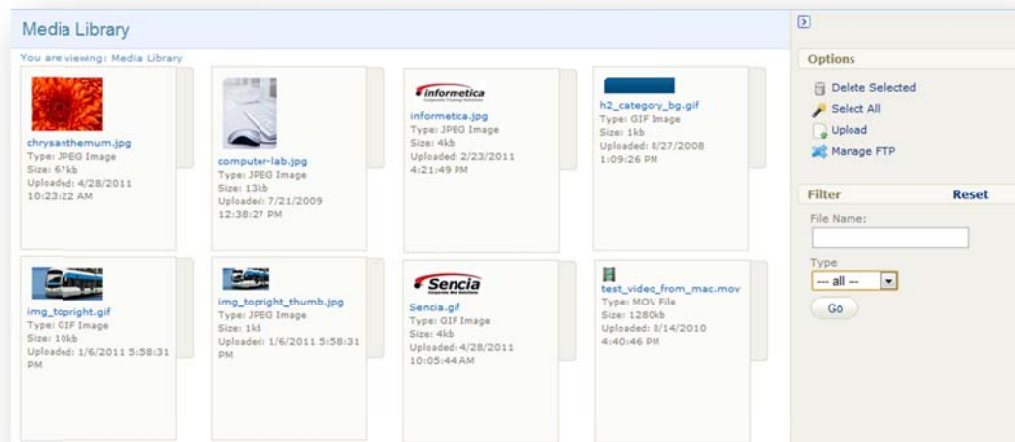 Media Library
You are viewing: Media Library
chrysanthemum.jpg
Type: JPEG Image
Size: 67kb
Uploaded: 4/28/2011
10:23:22 AM
computer-lab.jpg
Type: JPEG Image
Size: 13kb
Uploaded: 7/21/2009
12:38:27 PM
informetica
Corporate Training Solutions
informetica.jpg
Type: JPEG Image
Size: 4kb
Uploaded: 2/23/2011
4:21:49 PM
h2_category_bg.gif
Type: GIF Image
Size: 1kb
Uploaded: 8/27/2008
1:09:26 PM
img_topright.gif
Type: GIF Image
Size: 10kb
Uploaded: 1/6/2011 5:58:31
PM
img_topright_thumb.jpg
Type: JPEG Image
Size: 1kb
Uploaded: 1/6/2011 5:58:31
PM
Sencia
Corporate Web Solutions
Sencia.gif
Type: GIF Image
Size: 4kb
Uploaded: 4/28/2011
10:05:44 AM
test_video_from_mac.mov
Type: MOV File
Size: 1280kb
Uploaded: 8/14/2010
4:40:46 PM
Options
Delete Selected
Select All
Upload
Manage FTP
Filter Reset
File Name:
Type
--- all ---
Go